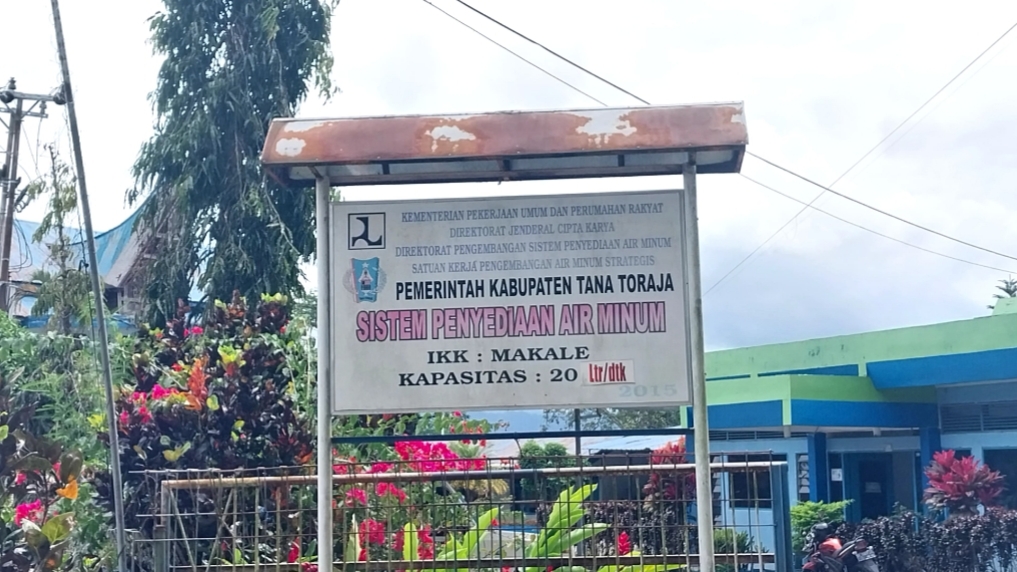 KEMENTERIAN PEKERJAAN UMUM DAN PERUMAHAN RAKYAT
DIREKTORAT JENDERAL CIPTA KARYA
DIREKTORAT PENGEMBANGAN SISTEM PENYEDIAAN AIR MINUM
SATUAN KERJA PENGEMBANGAN AIR MINUM STRATEGIS
PEMERINTAH KABUPATEN TANA TORAJA
SISTEM PENYEDIAAN AIR MINUM
IKK : MAKALE
KAPASITAS : 20 Ltr/dtk
2015